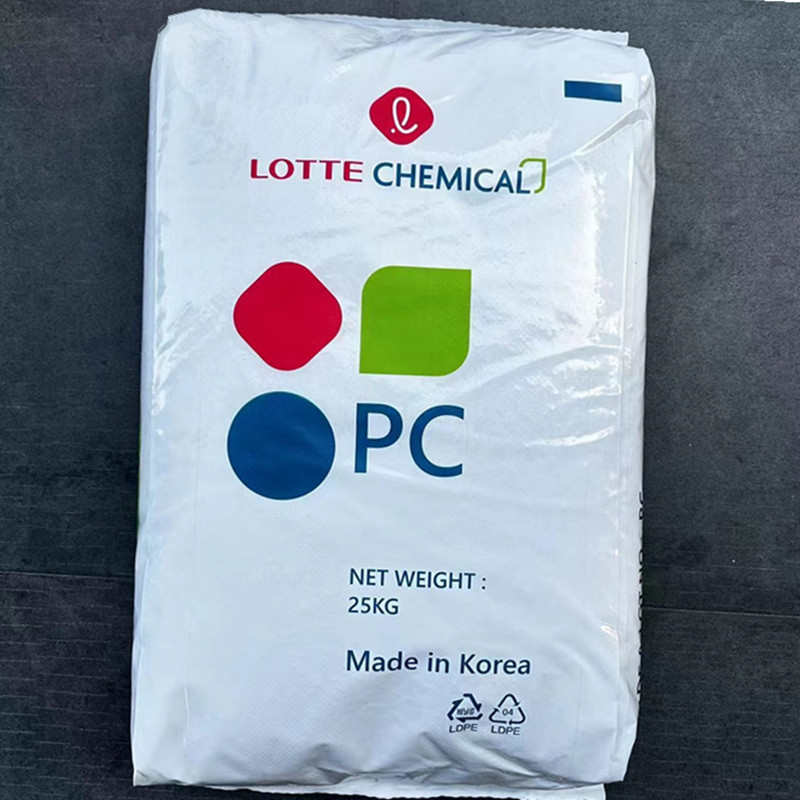 LOTTE CHEMICAL
PC
NET WEIGHT :
25KG
Made in Korea
04
LDPE LDPE